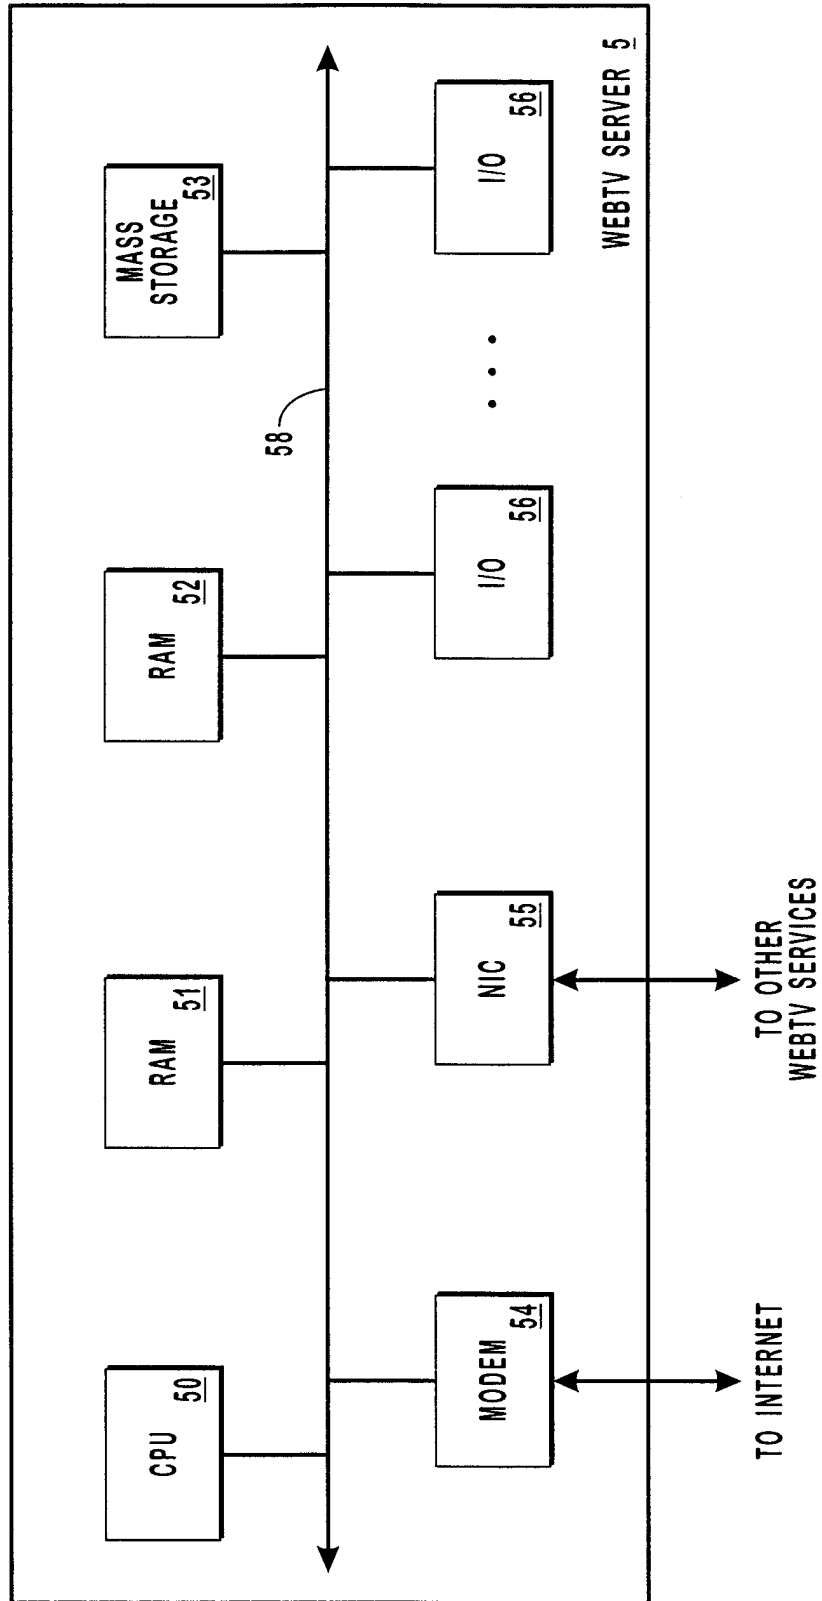 CPU
50
RAM
51
RAM
52
MASS
STORAGE
53
58
MODEM
54
NIC
55
I/O
56
I/O
56
WEBTV SERVER 5
TO INTERNET
TO OTHER
WEBTV SERVICES